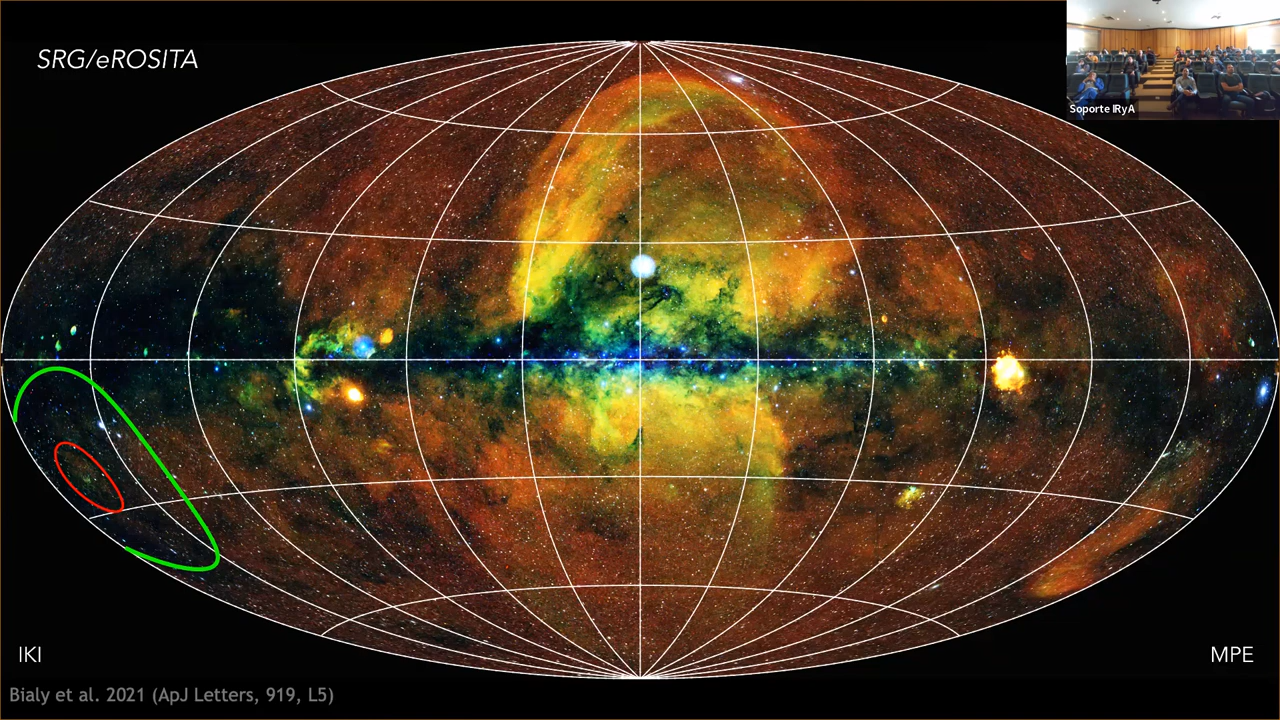 SRG/eROSITA
Soporte IRyA
IKI
MPE
Bialy et al. 2021 (ApJ Letters, 919, L5)